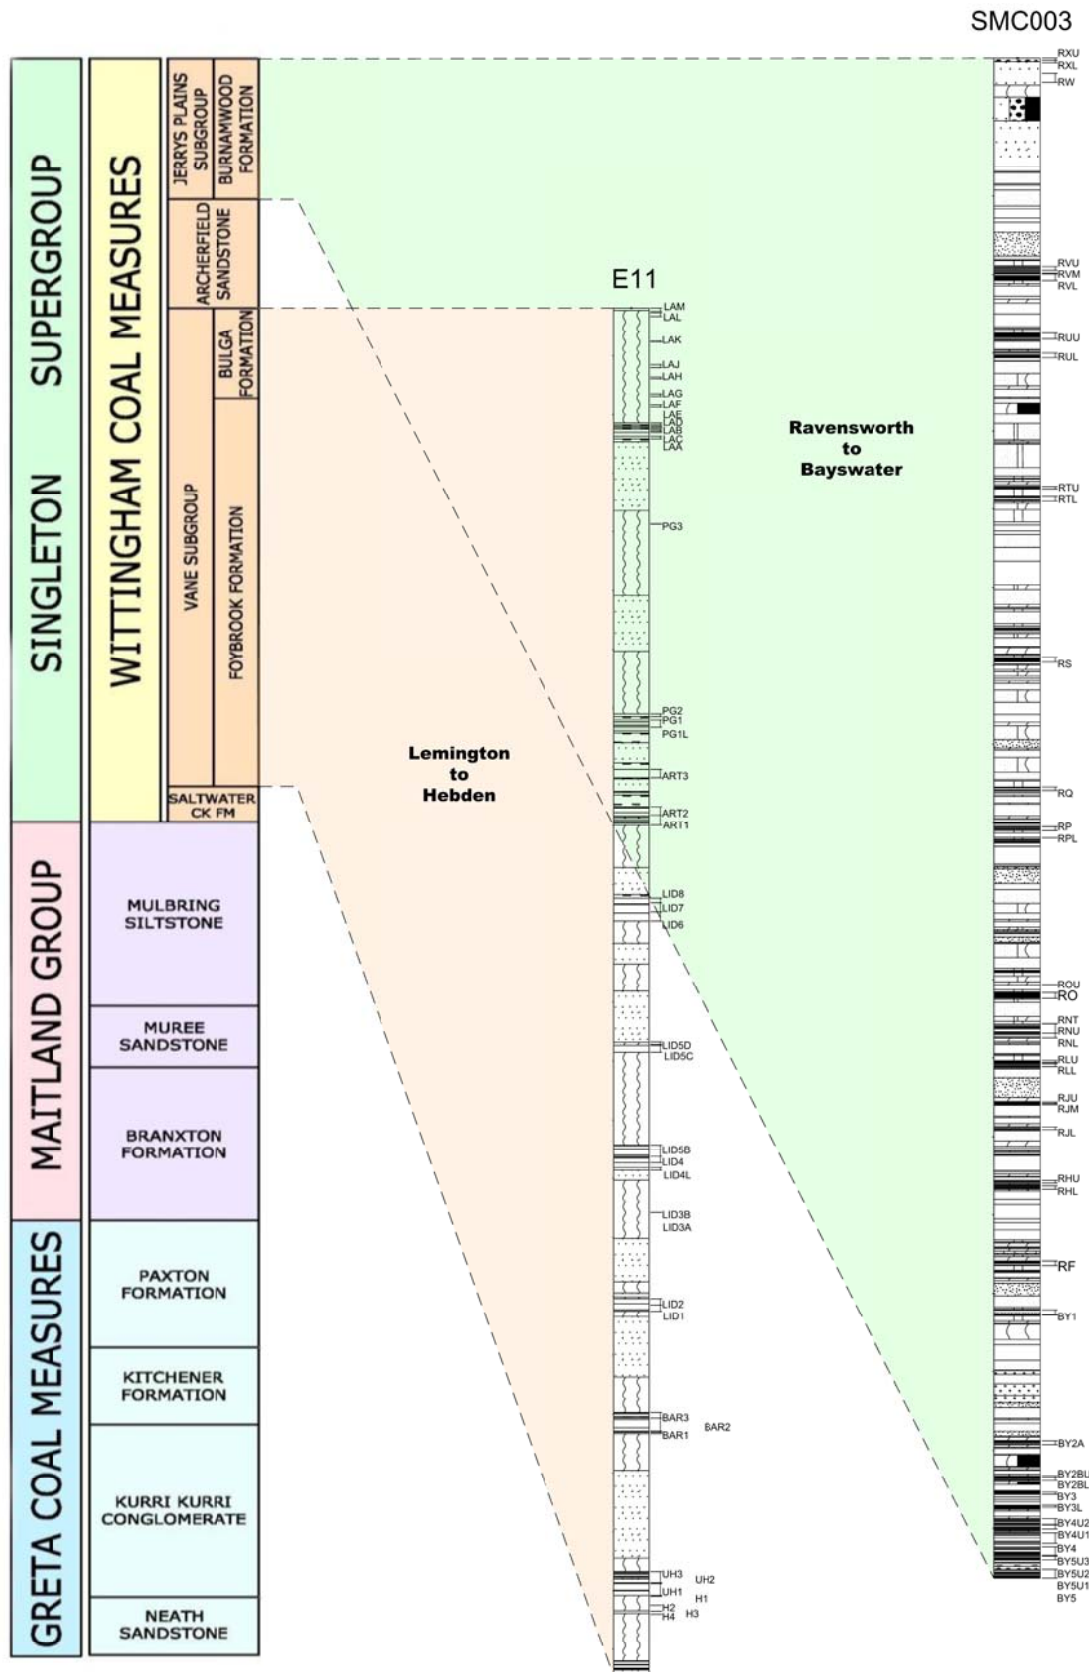 SMC003
SINGLETON SUPERGROUP
MAITLAND GROUP
GRETA COAL MEASURES
WITTINGHAM COAL MEASURES
JERRYS PLAINS
SUBGROUP
BURNAMWOOD
FORMATION
ARCHERFIELD
SANDSTONE
VANE SUBGROUP
BULGA
FORMATION
FOYBROOK FORMATION
SALTWATER
CK FM
MULBRING
SILTSTONE
MUREE
SANDSTONE
BRANXTON
FORMATION
PAXTON
FORMATION
KITCHENER
FORMATION
KURRI KURRI
CONGLOMERATE
NEATH
SANDSTONE
Lemington
to
Hebden
E11
LAM
LAL
LAK
LAJ
LAH
LAG
LAF
LAE
LAD
LAB
LAC
LAA
PG3
PG2
PG1
PG1L
ART3
ART2
ART1
LID8
LID7
LID6
LID5D
LID5C
LID5B
LID4
LID4L
LID3B
LID3A
LID2
LID1
BAR3
BAR2
BAR1
UH3
UH2
UH1
H1
H2
H3
H4
Ravensworth
to
Bayswater
RXU
RXL
RW
RVU
RVM
RVL
RUU
RUL
RTU
RTL
RS
RQ
RP
RPL
ROU
RO
RNT
RNU
RNL
RLU
RLL
RJU
RJM
RJL
RHU
RHL
RF
BY1
BY2A
BY2BU
BY2BL
BY3
BY3L
BY4U2
BY4U1
BY4
BY5U3
BY5U2
BY5U1
BY5